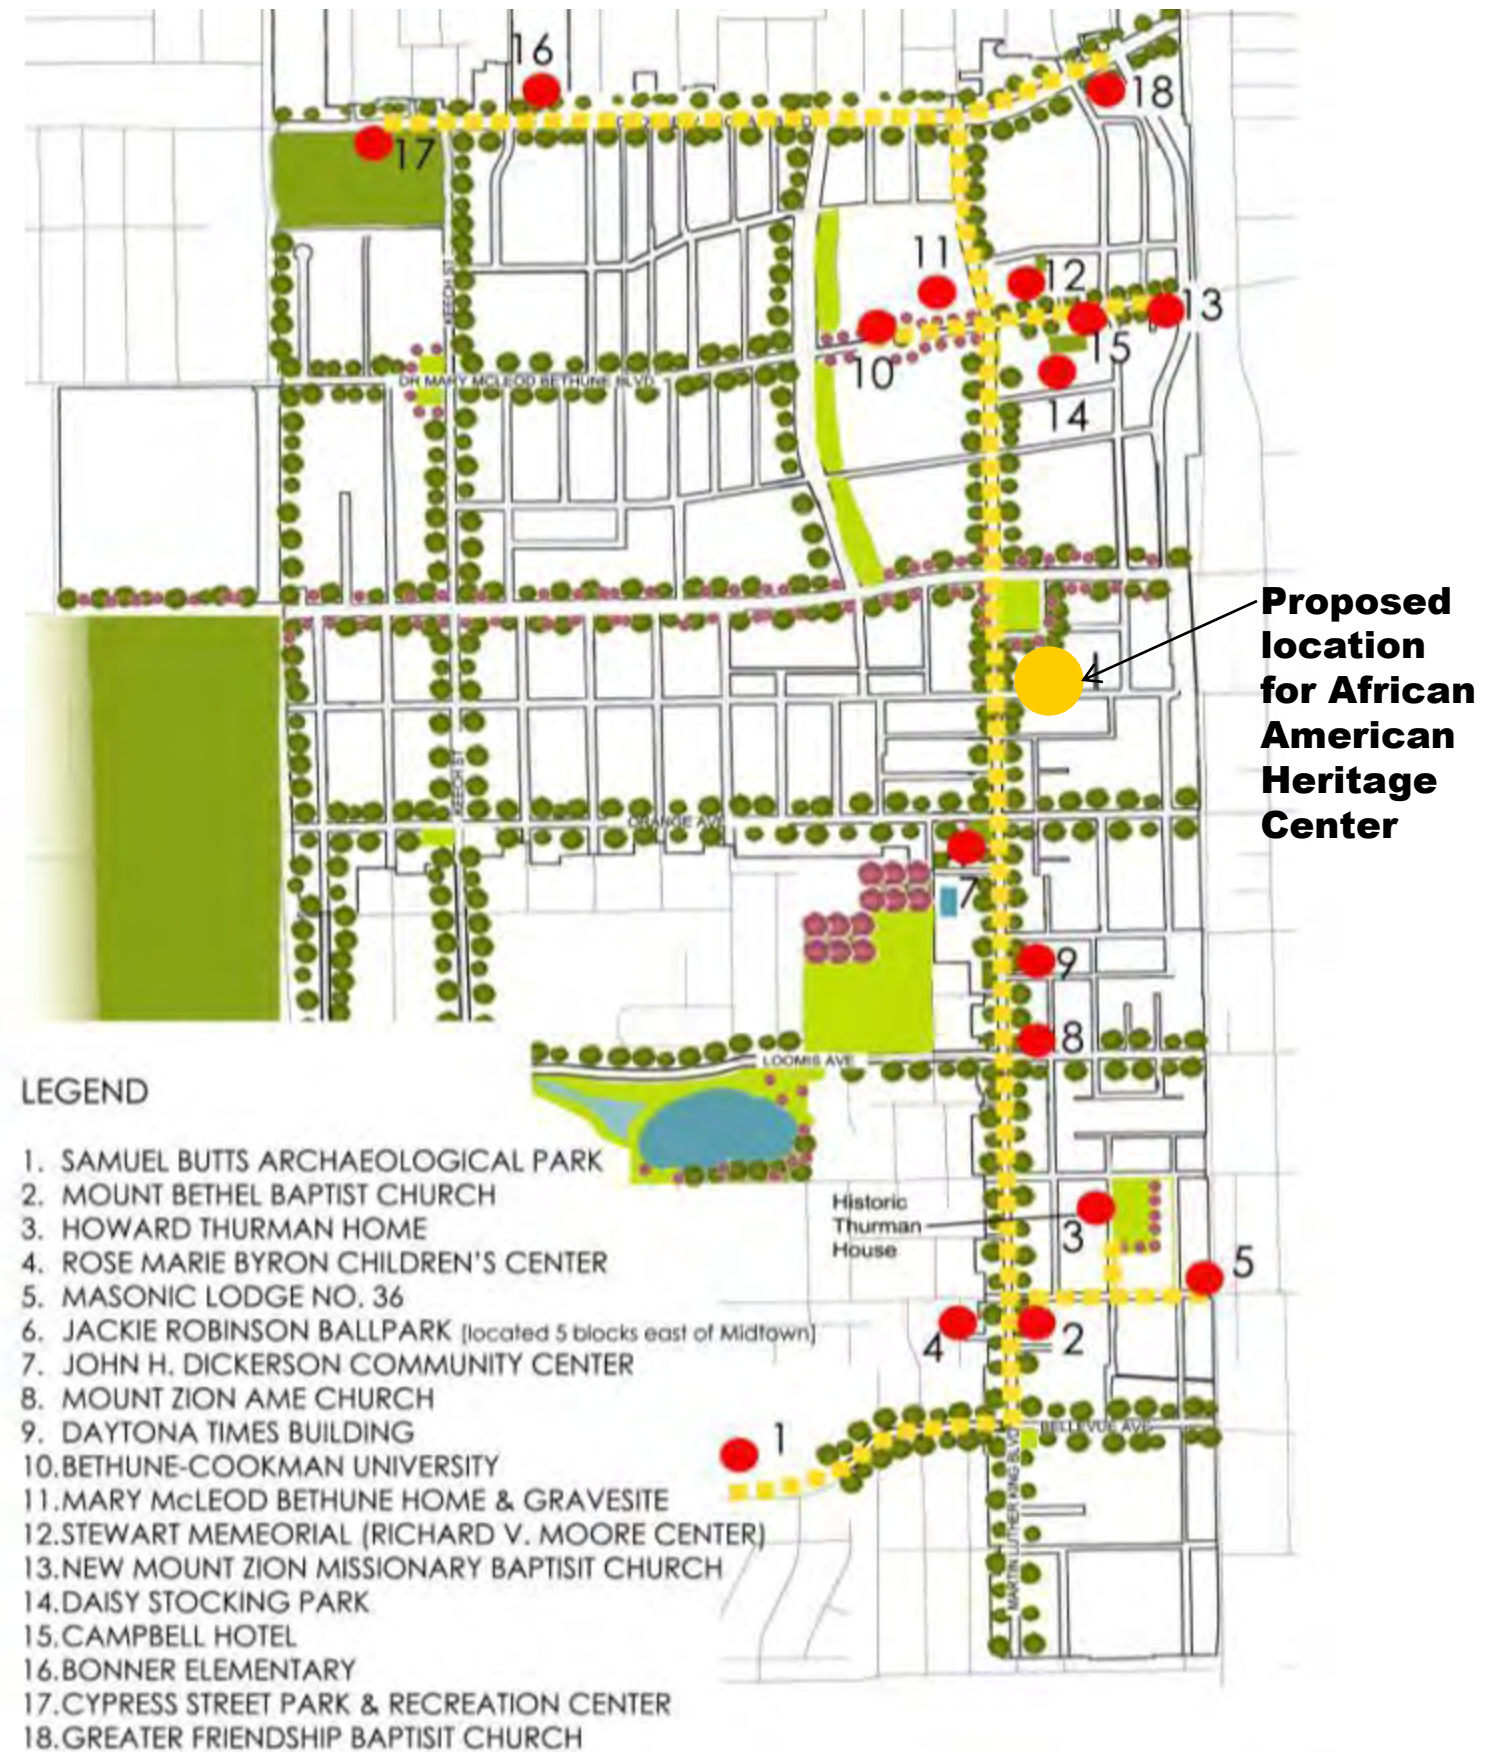 16
18
17
11
12
13
KEECH ST
15
10
DR MARY MCLEOD BETHUNE BLVD
14
Proposed
location
for African
American
Heritage
Center
KEECH ST
ORANGE AVE
7
9
8
LOOMIS AVE
LEGEND
1. SAMUEL BUTTS ARCHAEOLOGICAL PARK
2. MOUNT BETHEL BAPTIST CHURCH
3. HOWARD THURMAN HOME
4. ROSE MARIE BYRON CHILDREN'S CENTER
5. MASONIC LODGE NO. 36
6. JACKIE ROBINSON BALLPARK (located 5 blocks east of Midtown)
7. JOHN H. DICKERSON COMMUNITY CENTER
8. MOUNT ZION AME CHURCH
9. DAYTONA TIMES BUILDING
10.BETHUNE-COOKMAN UNIVERSITY
11.MARY McLEOD BETHUNE HOME & GRAVESITE
12.STEWART MEMEORIAL (RICHARD V. MOORE CENTER)
13.NEW MOUNT ZION MISSIONARY BAPTISIT CHURCH
14.DAISY STOCKING PARK
15.CAMPBELL HOTEL
16.BONNER ELEMENTARY
17.CYPRESS STREET PARK & RECREATION CENTER
18.GREATER FRIENDSHIP BAPTISIT CHURCH
Historic
Thurman
House
3
5
4
2
1
BELLEVUE AVE
MARTIN LUTHER KING BLVD